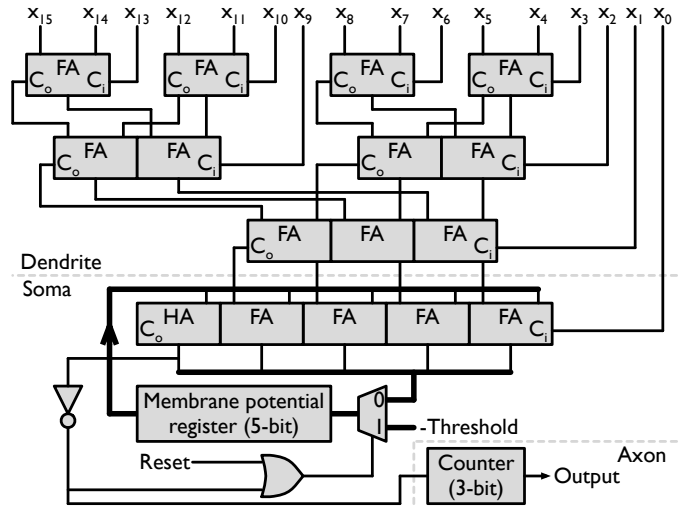 x15 x14 x13 x12 x11 x10 x9 x8 x7 x6 x5 x4 x3 x2 x1 x0
FA FA FA FA
Co Ci Co Ci Co Ci Co Ci
FA FA FA FA
Co Ci Co Ci
FA FA FA
Co Ci
Dendrite
Soma
HA FA FA FA FA
Co Ci
Membrane potential
register (5-bit)
0
1
-Threshold
Reset
Axon
Counter
(3-bit)
Output